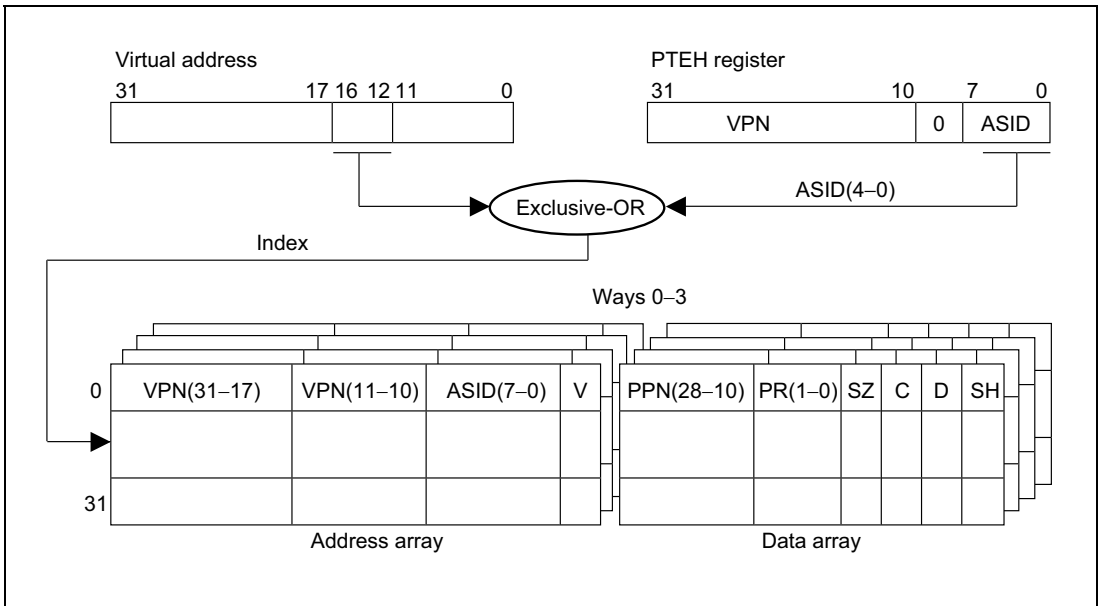 Virtual address PTEH register
31 17 16 12 11 0 31 10 7 0
VPN 0 ASID
ASID(4–0)
Exclusive-OR
Index
Ways 0–3
0 VPN(31–17) VPN(11–10) ASID(7–0) V PPN(28–10) PR(1–0) SZ C D SH
31
Address array Data array